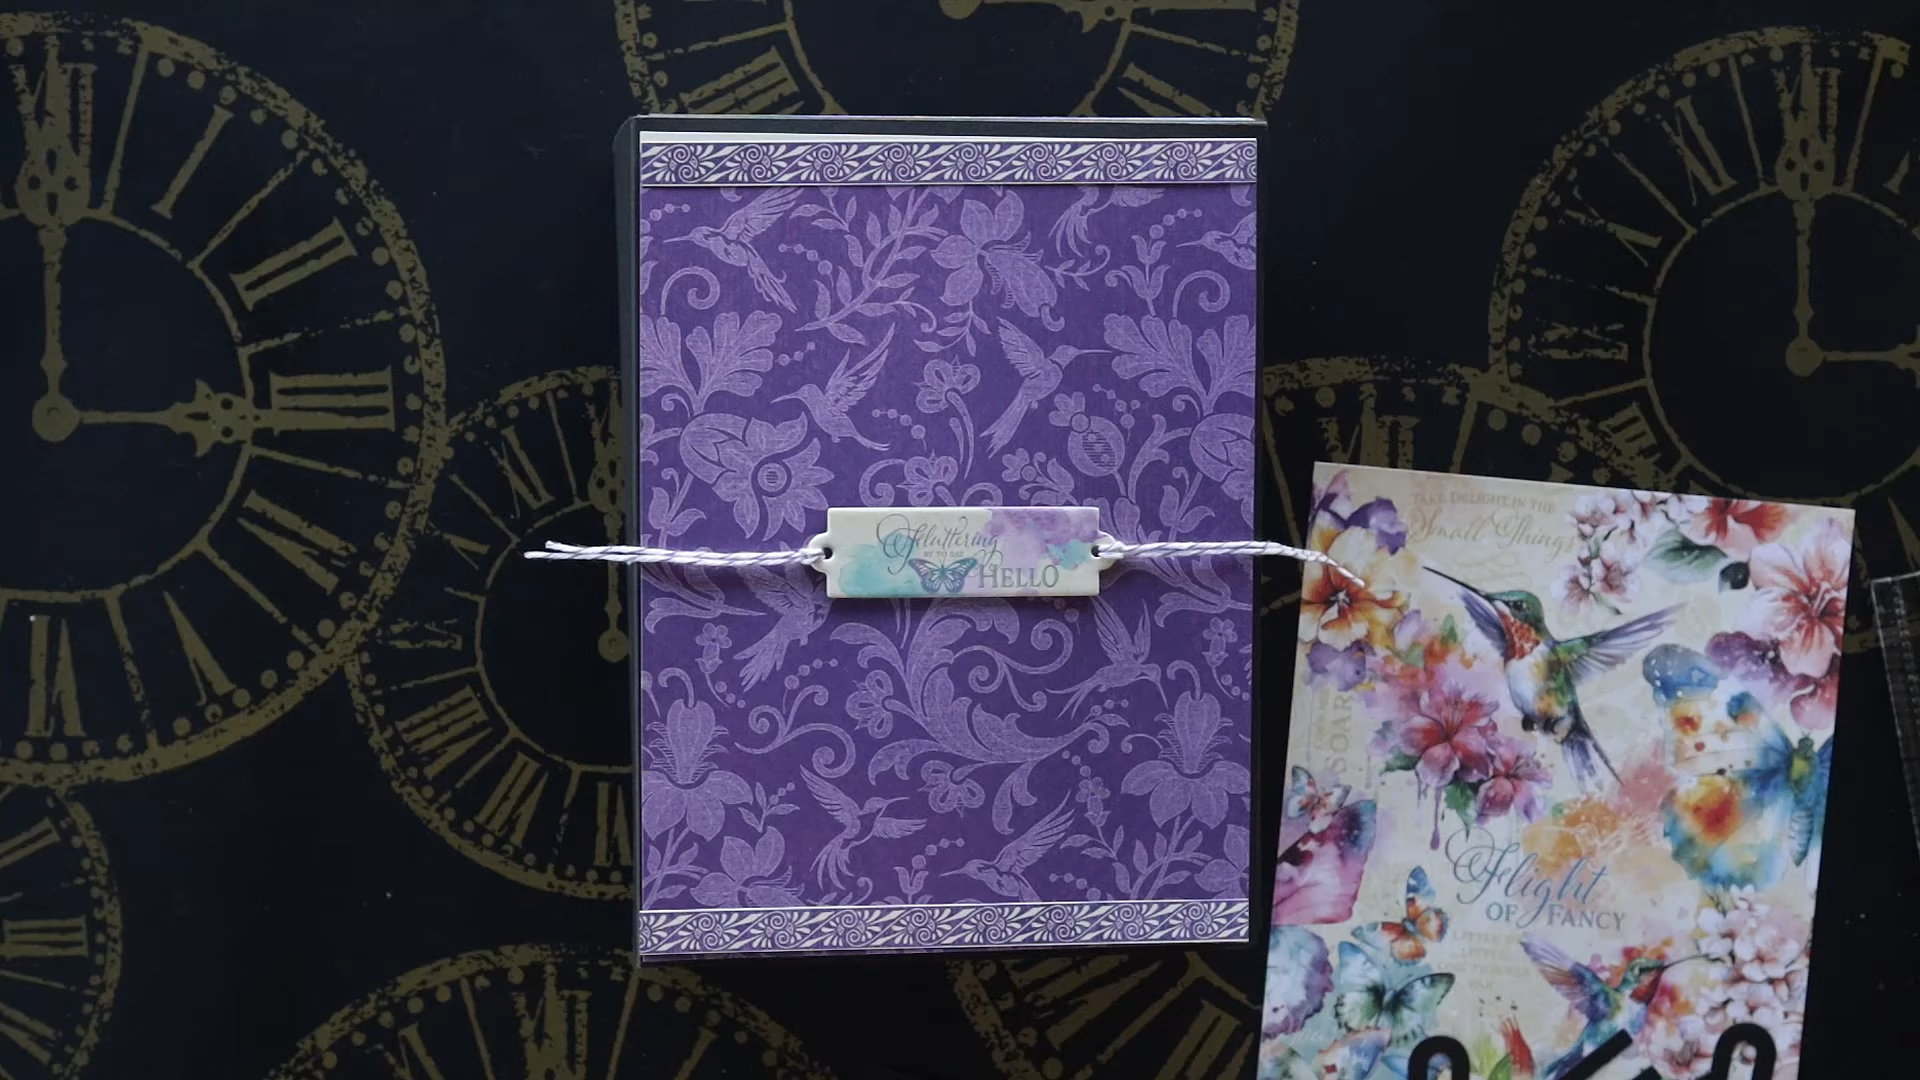 Fluttering
BY TO SAY
HELLO
TAKE DELIGHT IN THE
Small Things
SOAR
Flight
OF FANCY